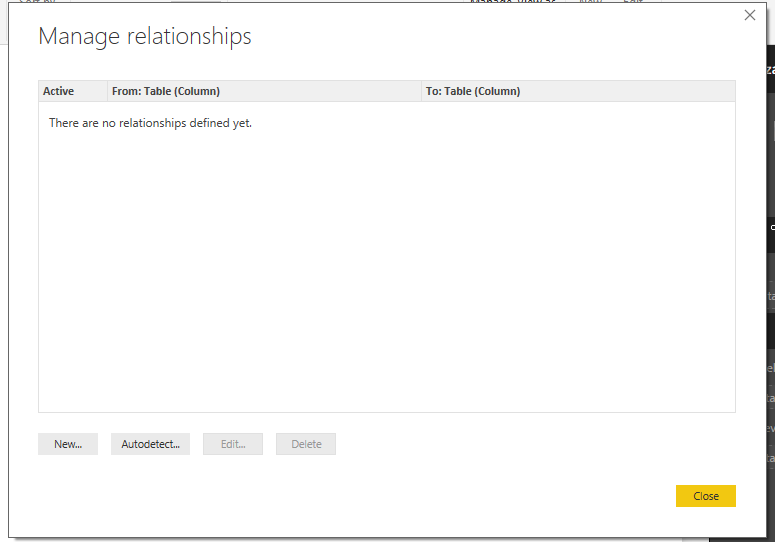 Manage relationships
Active
From: Table (Column)
To: Table (Column)
There are no relationships defined yet.
New...
Autodetect...
Edit...
Delete
Close